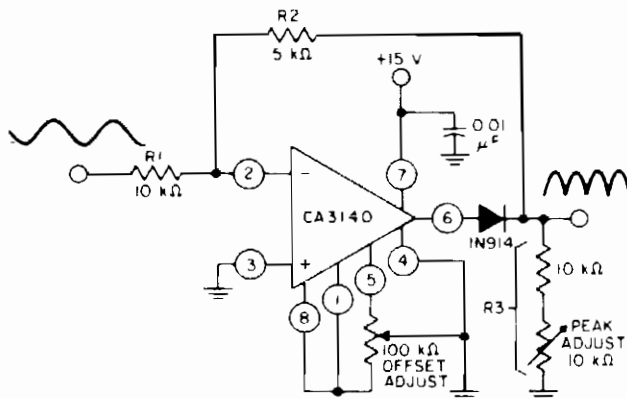 R2
5 kΩ
+15 V
0.01
μF
R1
10 kΩ
2
−
7
CA3140
6
1N914
3
+
5
4
8
1
10 kΩ
R3
100 kΩ
OFFSET
ADJUST
PEAK
ADJUST
10 kΩ